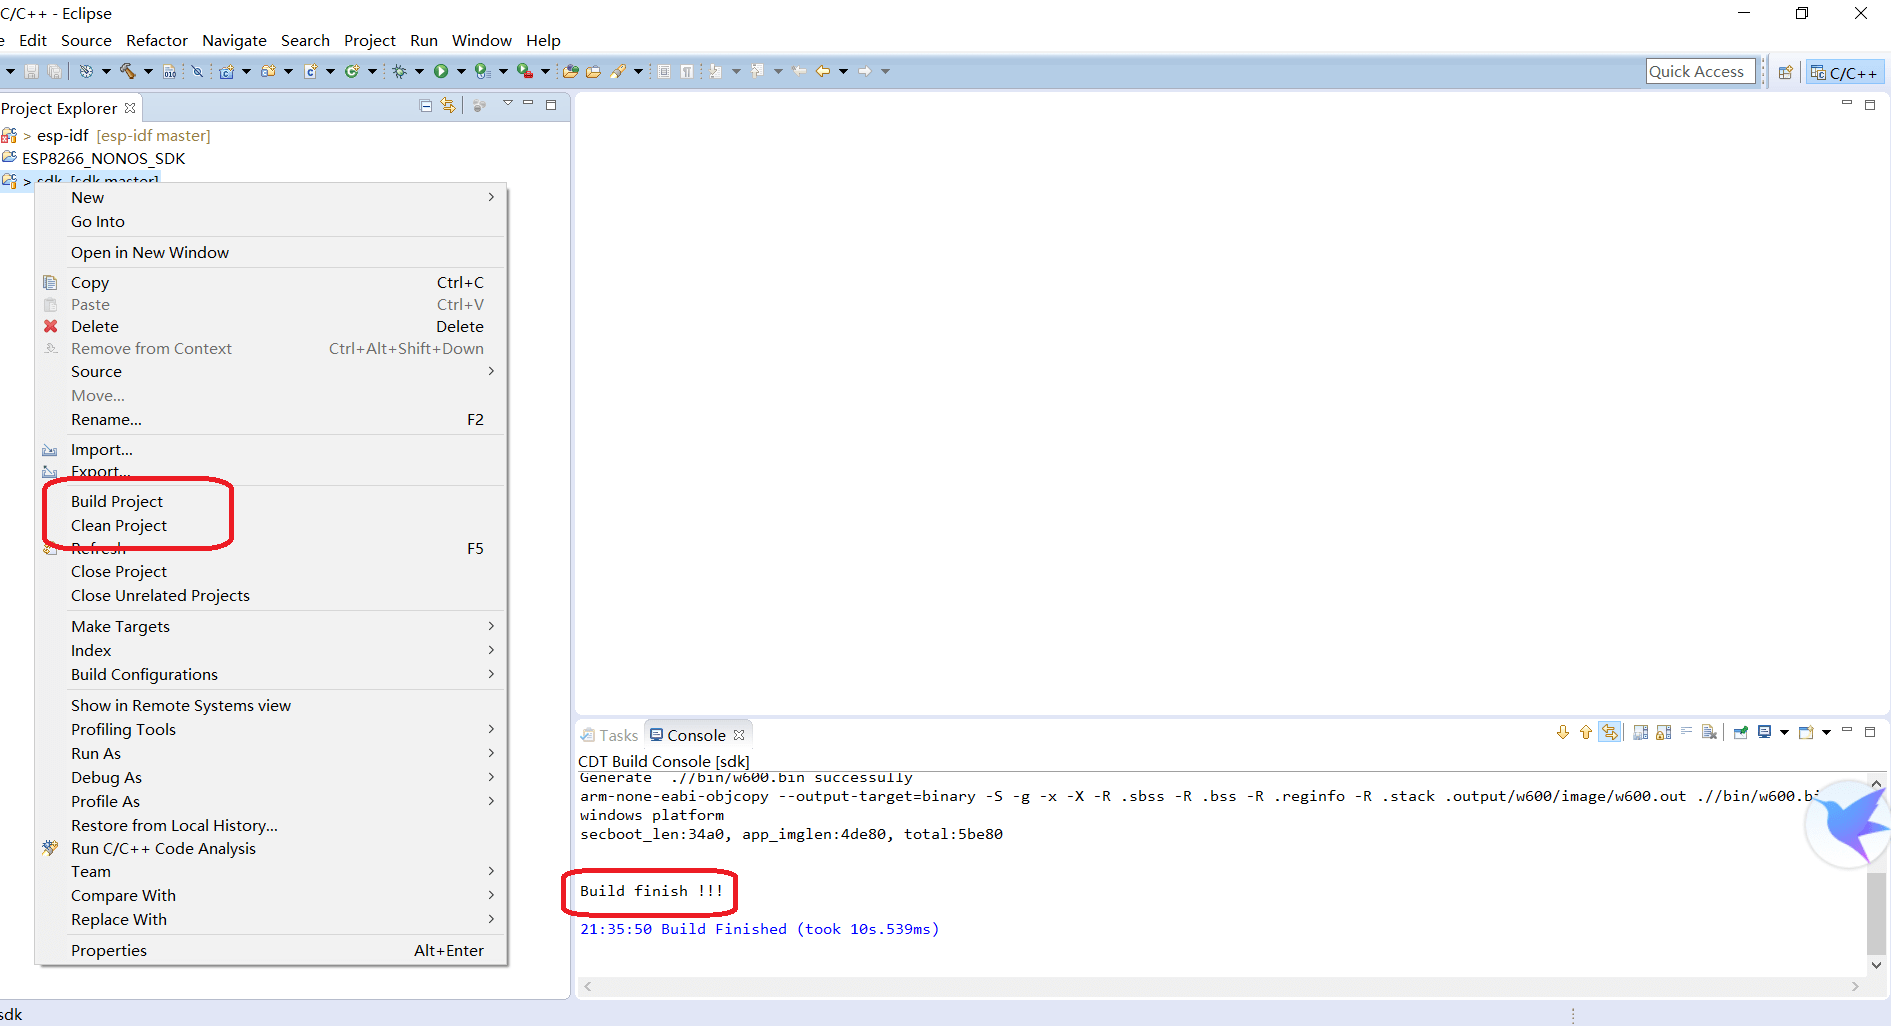 C/C++ - Eclipse
e Edit Source Refactor Navigate Search Project Run Window Help
010
Quick Access
C/C++
Project Explorer
> esp-idf [esp-idf master]
ESP8266_NONOS_SDK
> sdk [sdk master]
New
Go Into
Open in New Window
Copy Ctrl+C
Paste Ctrl+V
Delete Delete
Remove from Context Ctrl+Alt+Shift+Down
Source
Move...
Rename... F2
Import...
Export...
Build Project
Clean Project
Refresh F5
Close Project
Close Unrelated Projects
Make Targets
Index
Build Configurations
Show in Remote Systems view
Profiling Tools
Run As
Debug As
Profile As
Restore from Local History...
Run C/C++ Code Analysis
Team
Compare With
Replace With
Properties Alt+Enter
Tasks Console
CDT Build Console [sdk]
Generate .//bin/w600.bin successully
arm-none-eabi-objcopy --output-target=binary -S -g -x -X -R .sbss -R .bss -R .reginfo -R .stack .output/w600/image/w600.out .//bin/w600.bi
windows platform
secboot_len:34a0, app_imglen:4de80, total:5be80
Build finish !!!
21:35:50 Build Finished (took 10s.539ms)
sdk